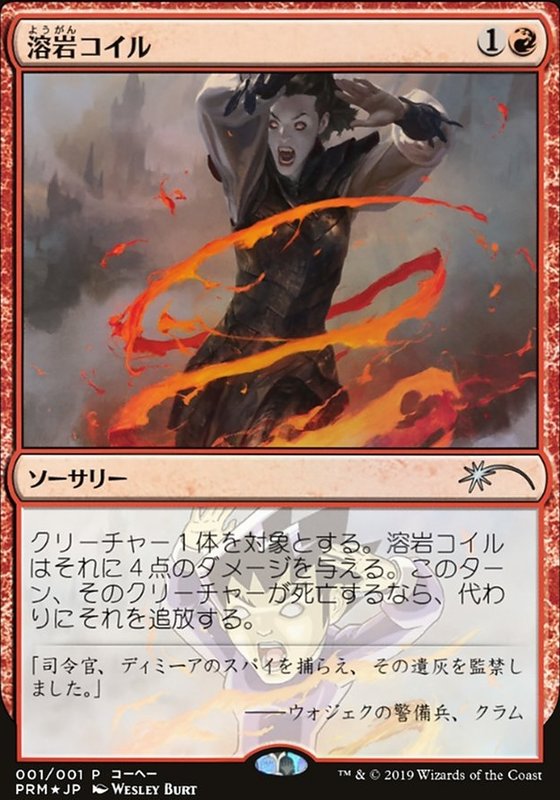 ようがん
溶岩コイル
1
ソーサリー
クリーチャー1体を対象とする。溶岩コイル
はそれに4点のダメージを与える。このター
ン、そのクリーチャーが死亡するなら、代わ
りにそれを追放する。
「司令官、ディミーアのスパイを捕らえ、その遺灰を監禁し
ました。」
――ウォジェクの警備兵、クラム
001/001 P コーヘー
PRM★JP Wesley Burt
™ & © 2019 Wizards of the Coast